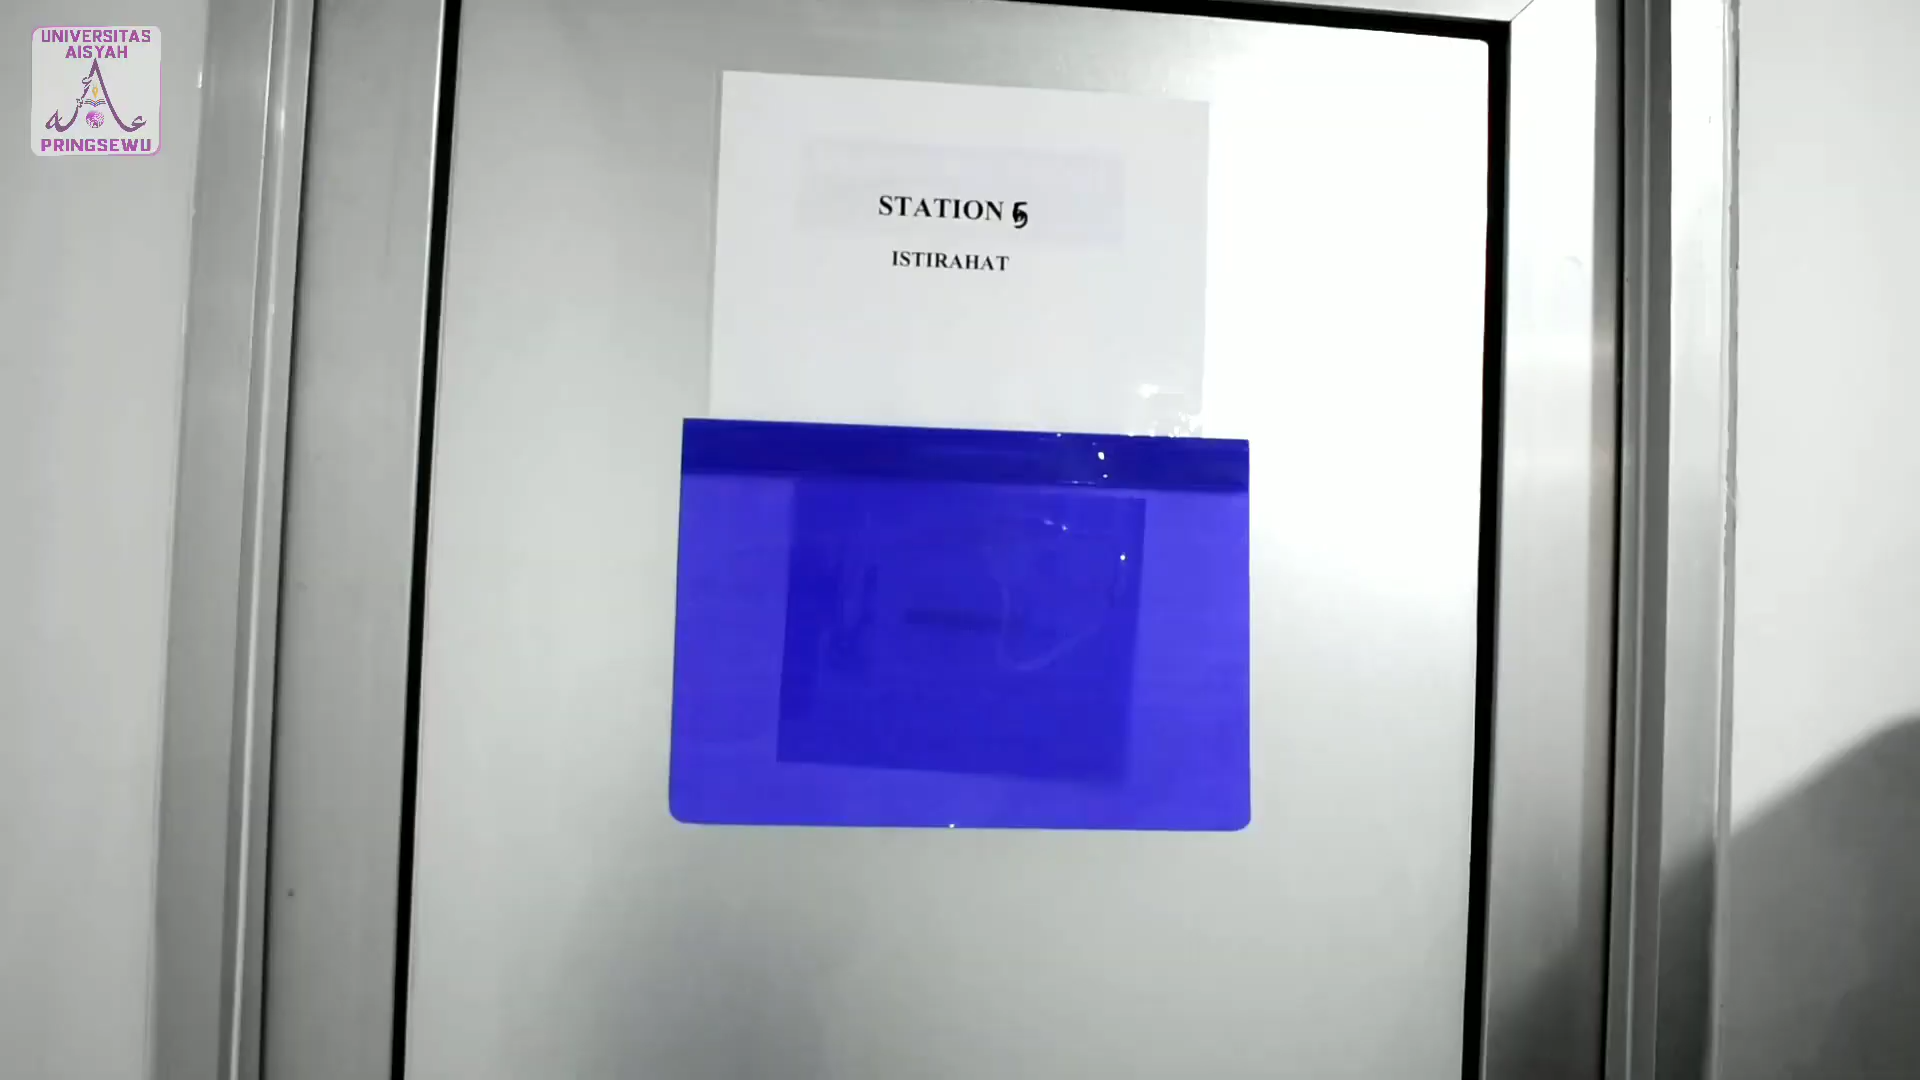 UNIVERSITAS
AISYAH
PRINGSEWU
STATION 5
ISTIRAHAT